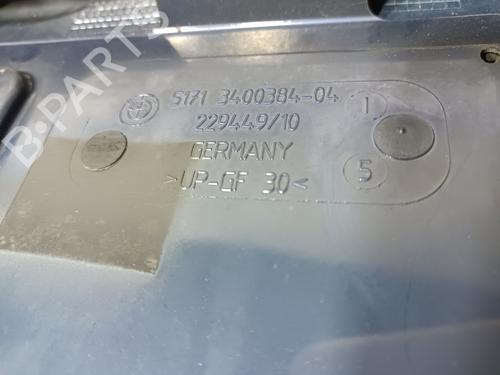 B-PARTS
5171 3400384-04 1
229449/10
GERMANY
>UP-GF 30< 5